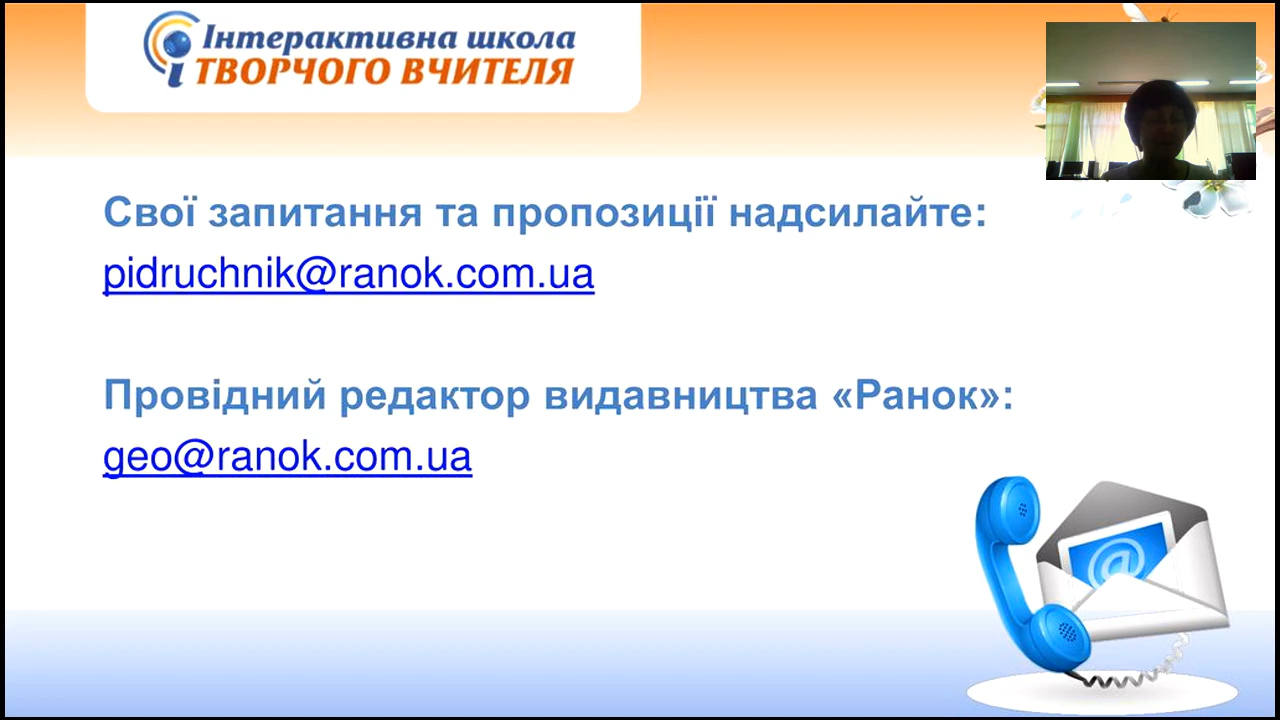 Інтерактивна школа
ТВОРЧОГО ВЧИТЕЛЯ
Свої запитання та пропозиції надсилайте:
pidruchnik@ranok.com.ua
Провідний редактор видавництва «Ранок»:
geo@ranok.com.ua
@